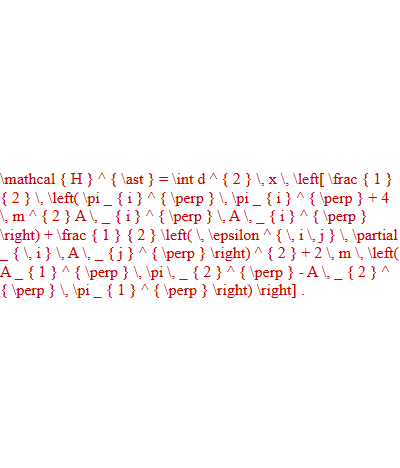 \mathcal { H } ^ { \ast } = \int d ^ { 2 } \, x \, \left[ \frac { 1 }
{ 2 } \, \left( \pi _ { i } ^ { \perp } \, \pi _ { i } ^ { \perp } + 4
\, m ^ { 2 } A \, _ { i } ^ { \perp } \, A \, _ { i } ^ { \perp }
\right) + \frac { 1 } { 2 } \left( \, \epsilon ^ { \, i \, j } \, \partial
_ { \, i } \, A \, _ { j } ^ { \perp } \right) ^ { 2 } + 2 \, m \, \left(
A _ { 1 } ^ { \perp } \, \pi \, _ { 2 } ^ { \perp } - A \, _ { 2 } ^
{ \perp } \, \pi _ { 1 } ^ { \perp } \right) \right] .